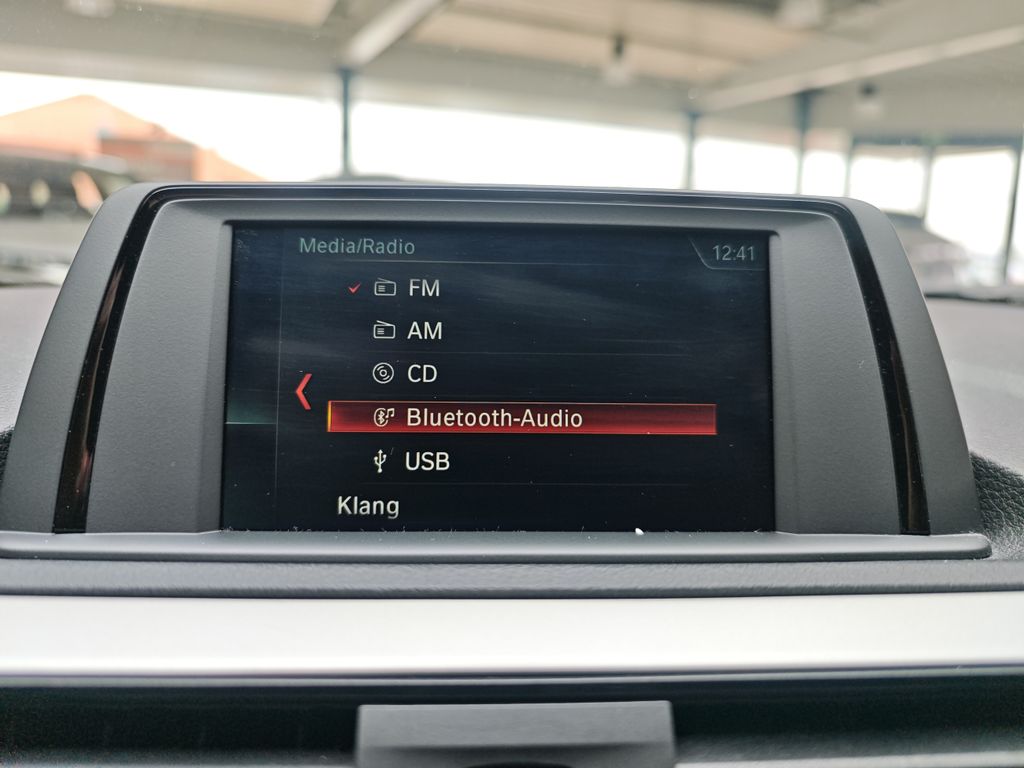 Media/Radio
12:41
FM
AM
CD
Bluetooth-Audio
USB
Klang